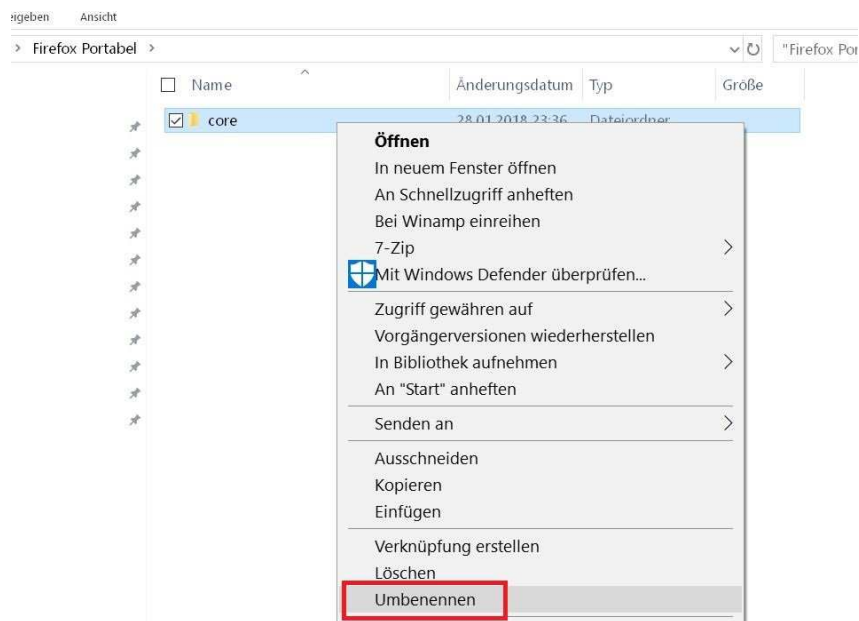 eigeben Ansicht
> Firefox Portabel >
"Firefox Por
Name Änderungsdatum Typ Größe
core 28.01.2018 23:36 Dateiordner
Öffnen
In neuem Fenster öffnen
An Schnellzugriff anheften
Bei Winamp einreihen
7-Zip >
Mit Windows Defender überprüfen...
Zugriff gewähren auf >
Vorgängerversionen wiederherstellen
In Bibliothek aufnehmen >
An "Start" anheften
Senden an >
Ausschneiden
Kopieren
Einfügen
Verknüpfung erstellen
Löschen
Umbenennen